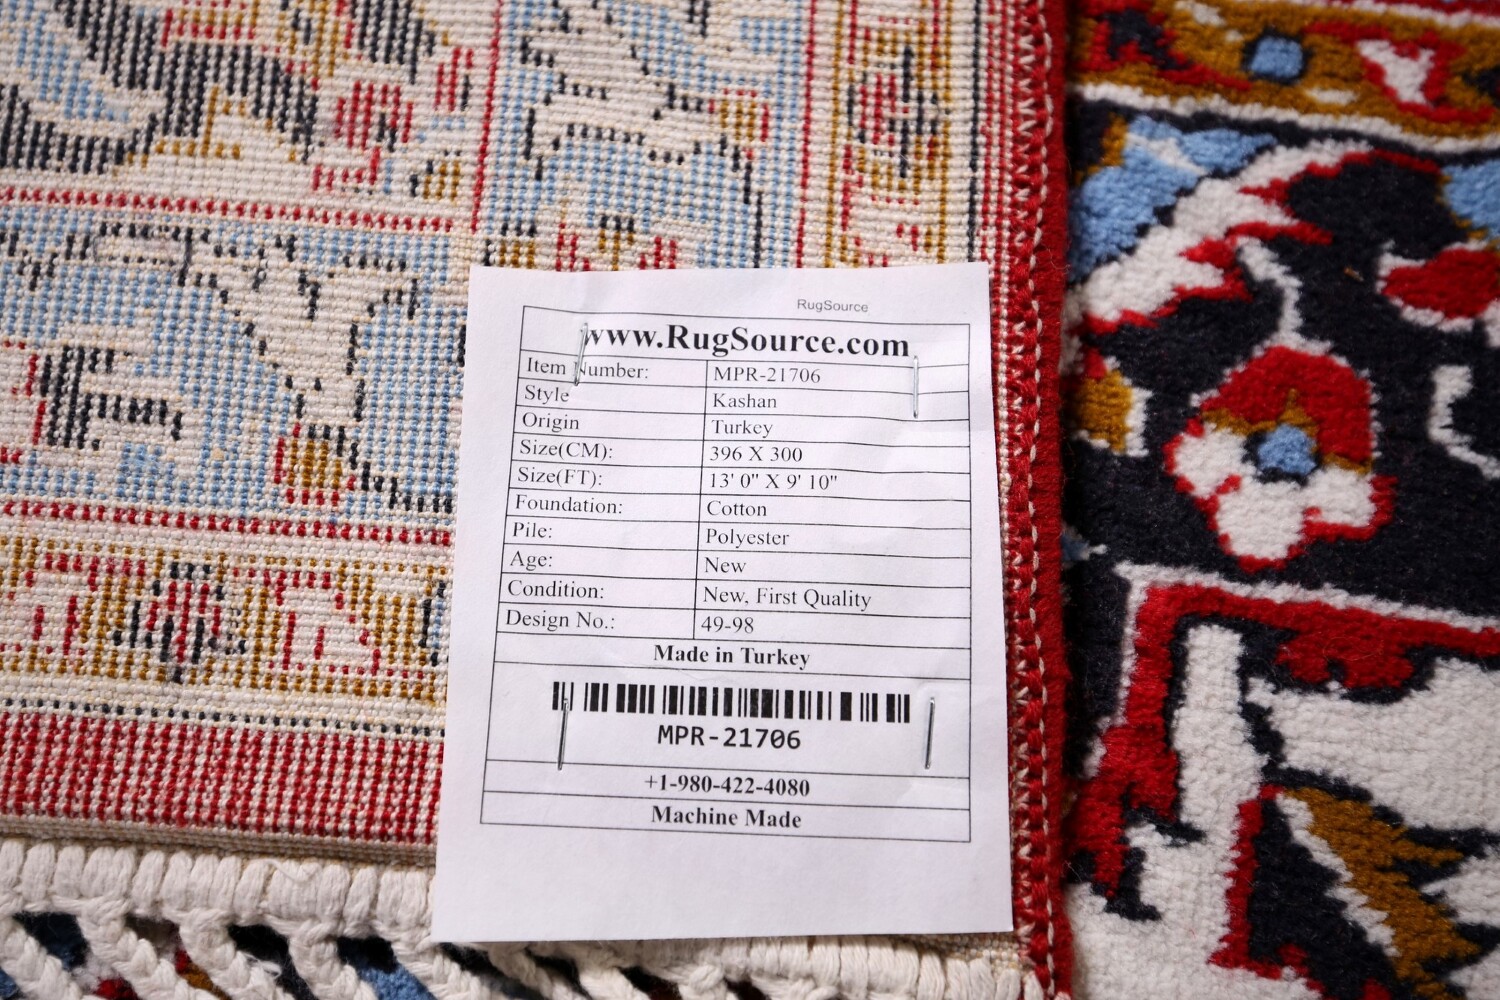 RugSource
www.RugSource.com
Item Number: MPR-21706
Style Kashan
Origin Turkey
Size(CM): 396 X 300
Size(FT): 13' 0" X 9' 10"
Foundation: Cotton
Pile: Polyester
Age: New
Condition: New, First Quality
Design No.: 49-98
Made in Turkey
MPR-21706
+1-980-422-4080
Machine Made